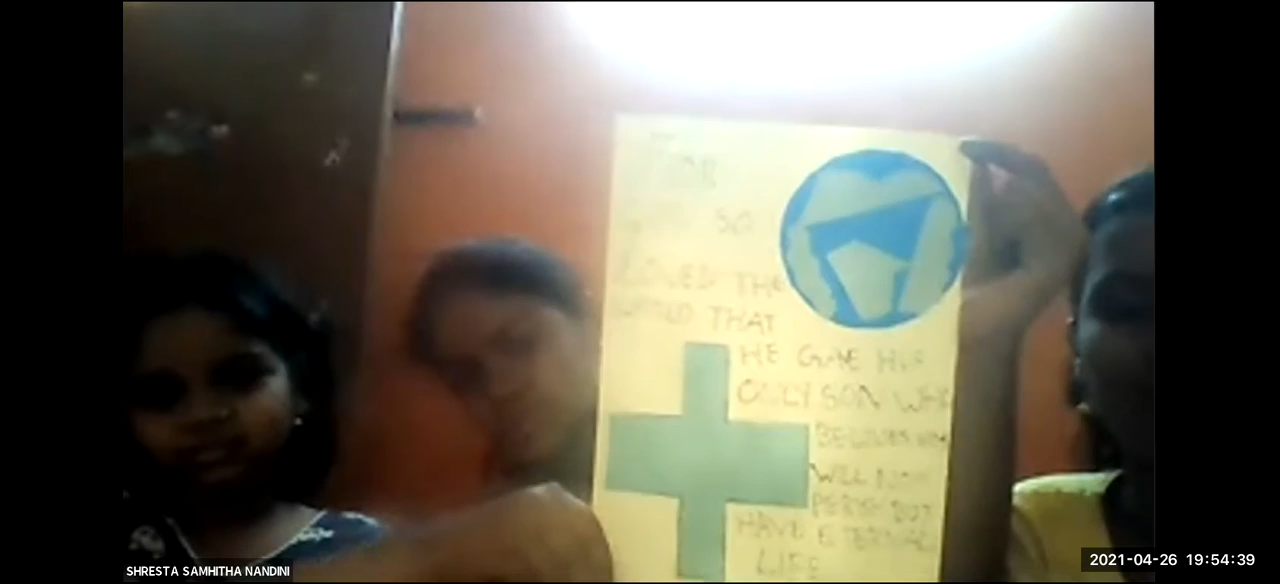 FOR
GOD SO
LOVED THE
WORLD THAT
HE GAVE HIS
ONLY SON WHO
BELIEVES
WILL NOT
PERISH BUT
HAVE ETERNAL
LIFE
SHRESTA SAMHITHA NANDINI
2021-04-26 19:54:39